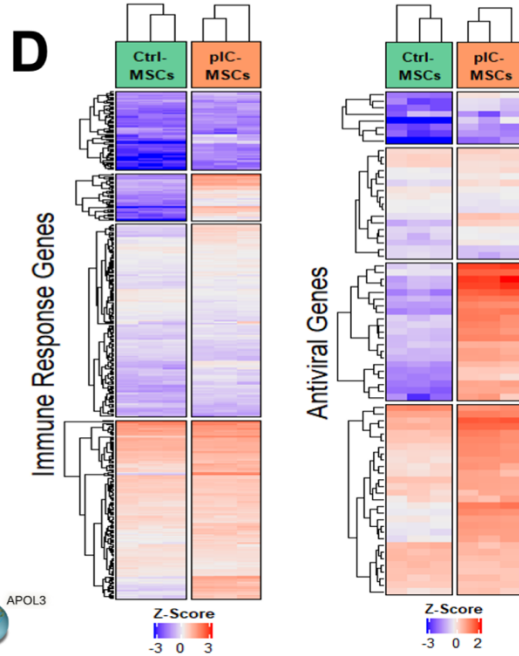 D
Ctrl-
MSCs
pIC-
MSCs
Immune Response Genes
Z-Score
-3 0 3
Ctrl-
MSCs
pIC-
MSCs
Antiviral Genes
Z-Score
-3 0 2
APOL3